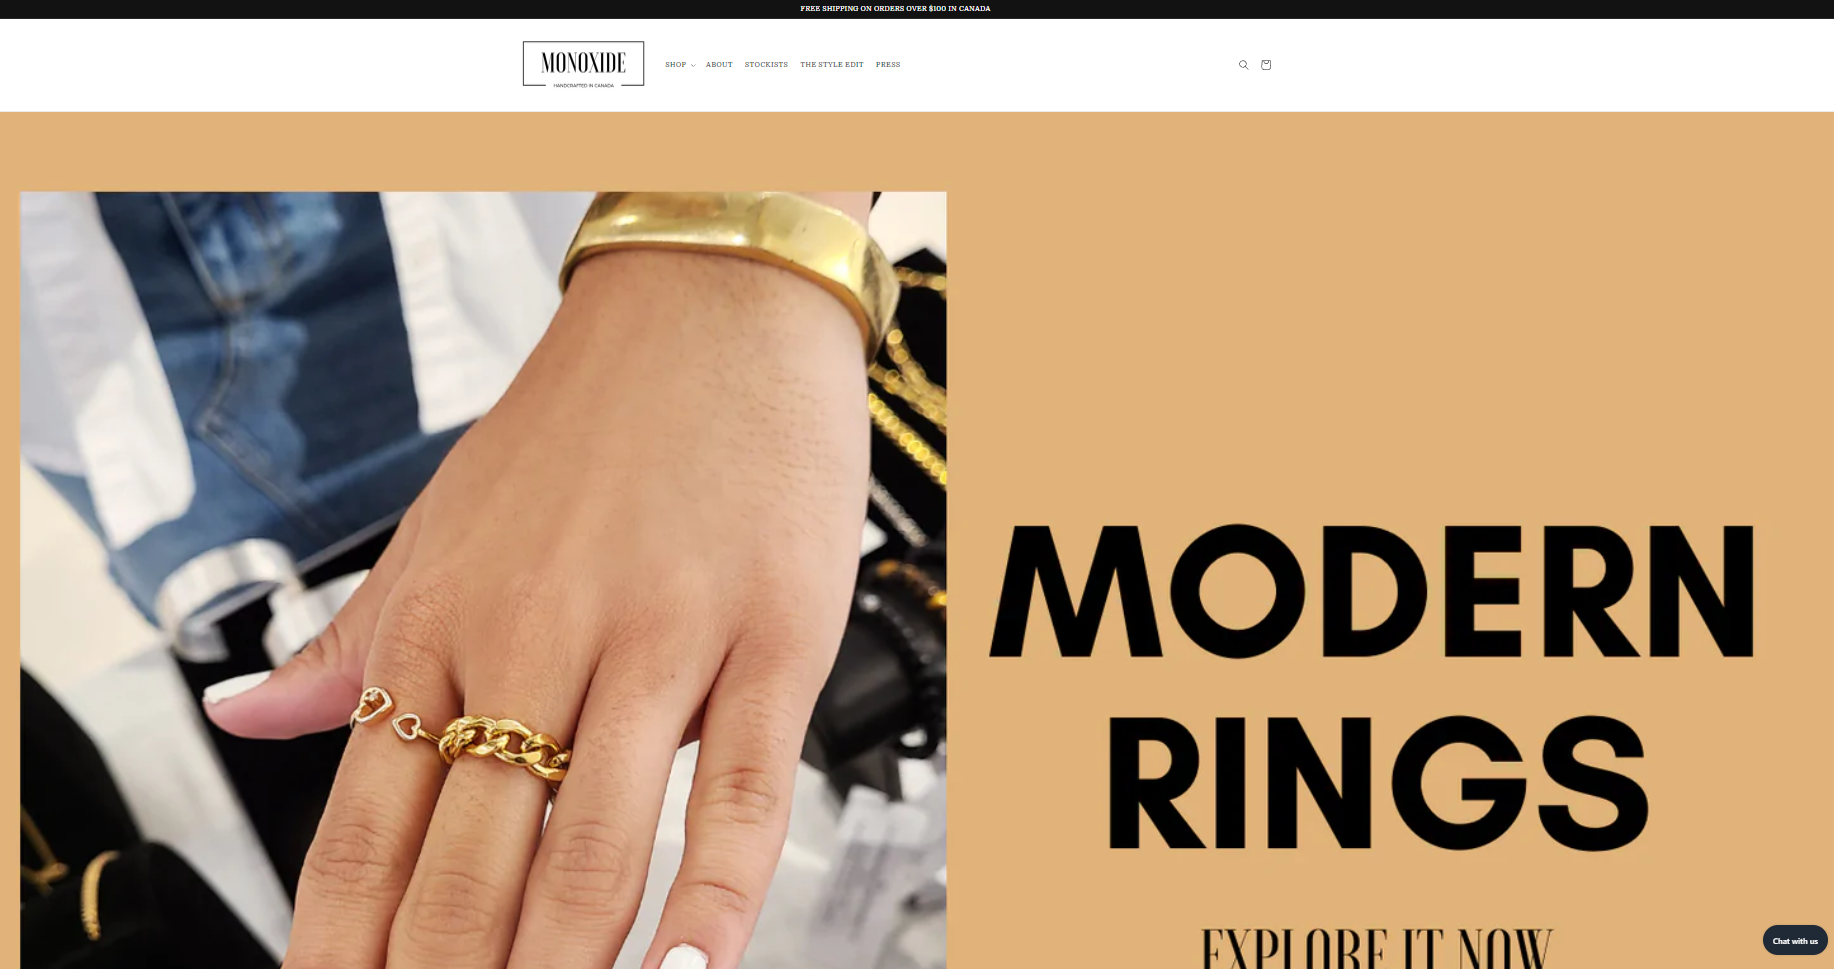 FREE SHIPPING ON ORDERS OVER $100 IN CANADA
MONOXIDE
HANDCRAFTED IN CANADA
SHOP
ABOUT
STOCKISTS
THE STYLE EDIT
PRESS
MODERN
RINGS
EXPLORE IT NOW
Chat with us